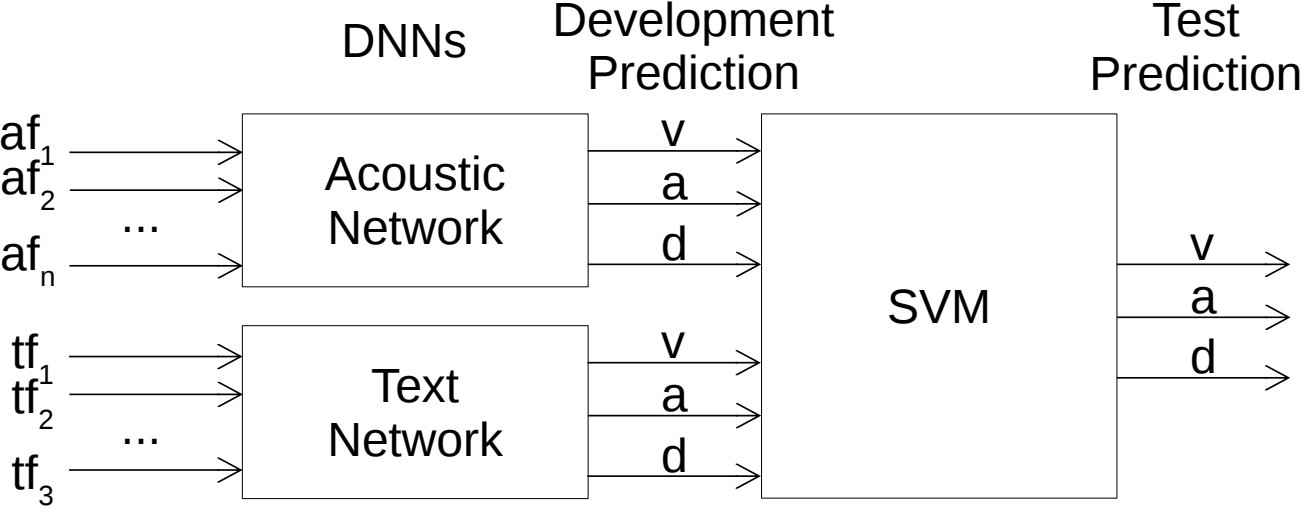 DNNs
Development
Prediction
Test
Prediction
af1
af2
...
afn
Acoustic
Network
v
a
d
tf1
tf2
...
tf3
Text
Network
v
a
d
SVM
v
a
d